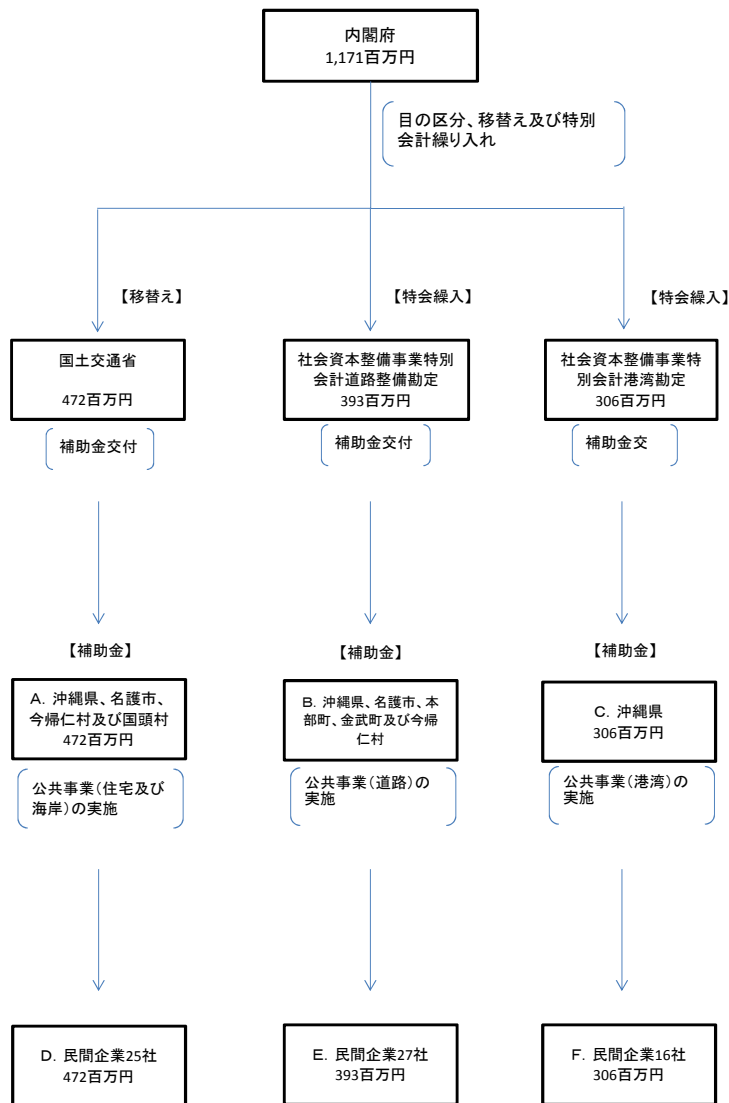 内閣府
1,171百万円
目の区分、移替え及び特別
会計繰り入れ
【移替え】
【特会繰入】
【特会繰入】
国土交通省
472百万円
社会資本整備事業特別
会計道路整備勘定
393百万円
社会資本整備事業特
別会計港湾勘定
306百万円
補助金交付
補助金交付
補助金交
【補助金】
【補助金】
【補助金】
A. 沖縄県、名護市、
今帰仁村及び国頭村
472百万円
B. 沖縄県、名護市、本
部町、金武町及び今帰
仁村
C. 沖縄県
306百万円
公共事業(住宅及び
海岸)の実施
公共事業(道路)の
実施
公共事業(港湾)の
実施
D. 民間企業25社
472百万円
E. 民間企業27社
393百万円
F. 民間企業16社
306百万円